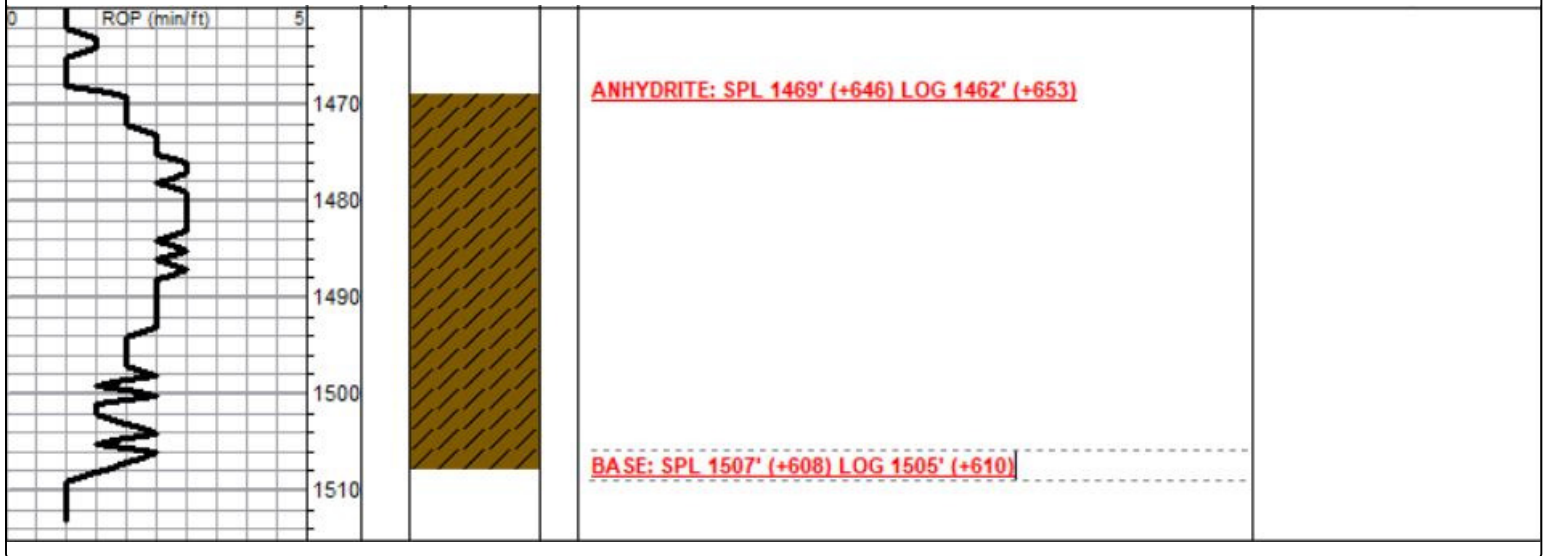 0 ROP (min/ft) 5
ANHYDRITE: SPL 1469' (+646) LOG 1462' (+653)
1470
1480
1490
1500
BASE: SPL 1507' (+608) LOG 1505' (+610)
1510